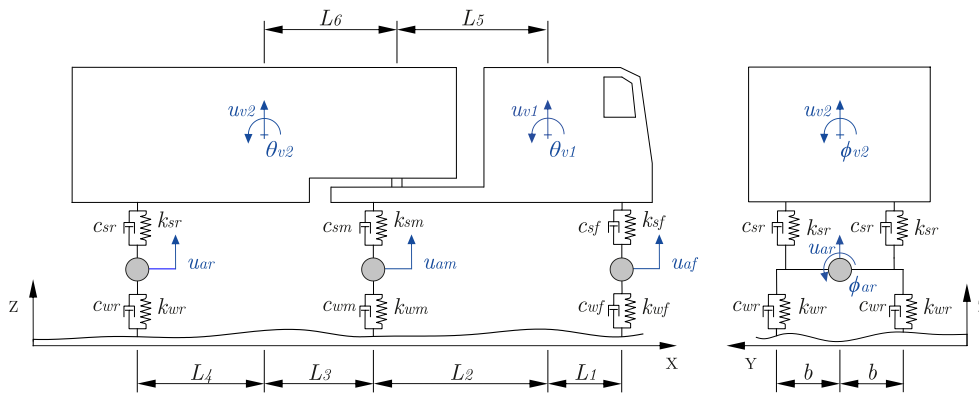 L6 L5
uv2 θv2 uv1 θv1 uv2 ϕv2
csr ksr csm ksm csf ksf csr ksr csr ksr
uar uam uaf uar ϕar
cwr kwr cwm kwm cwf kwf cwr kwr cwr kwr
Z
X Y
L4 L3 L2 L1 b b